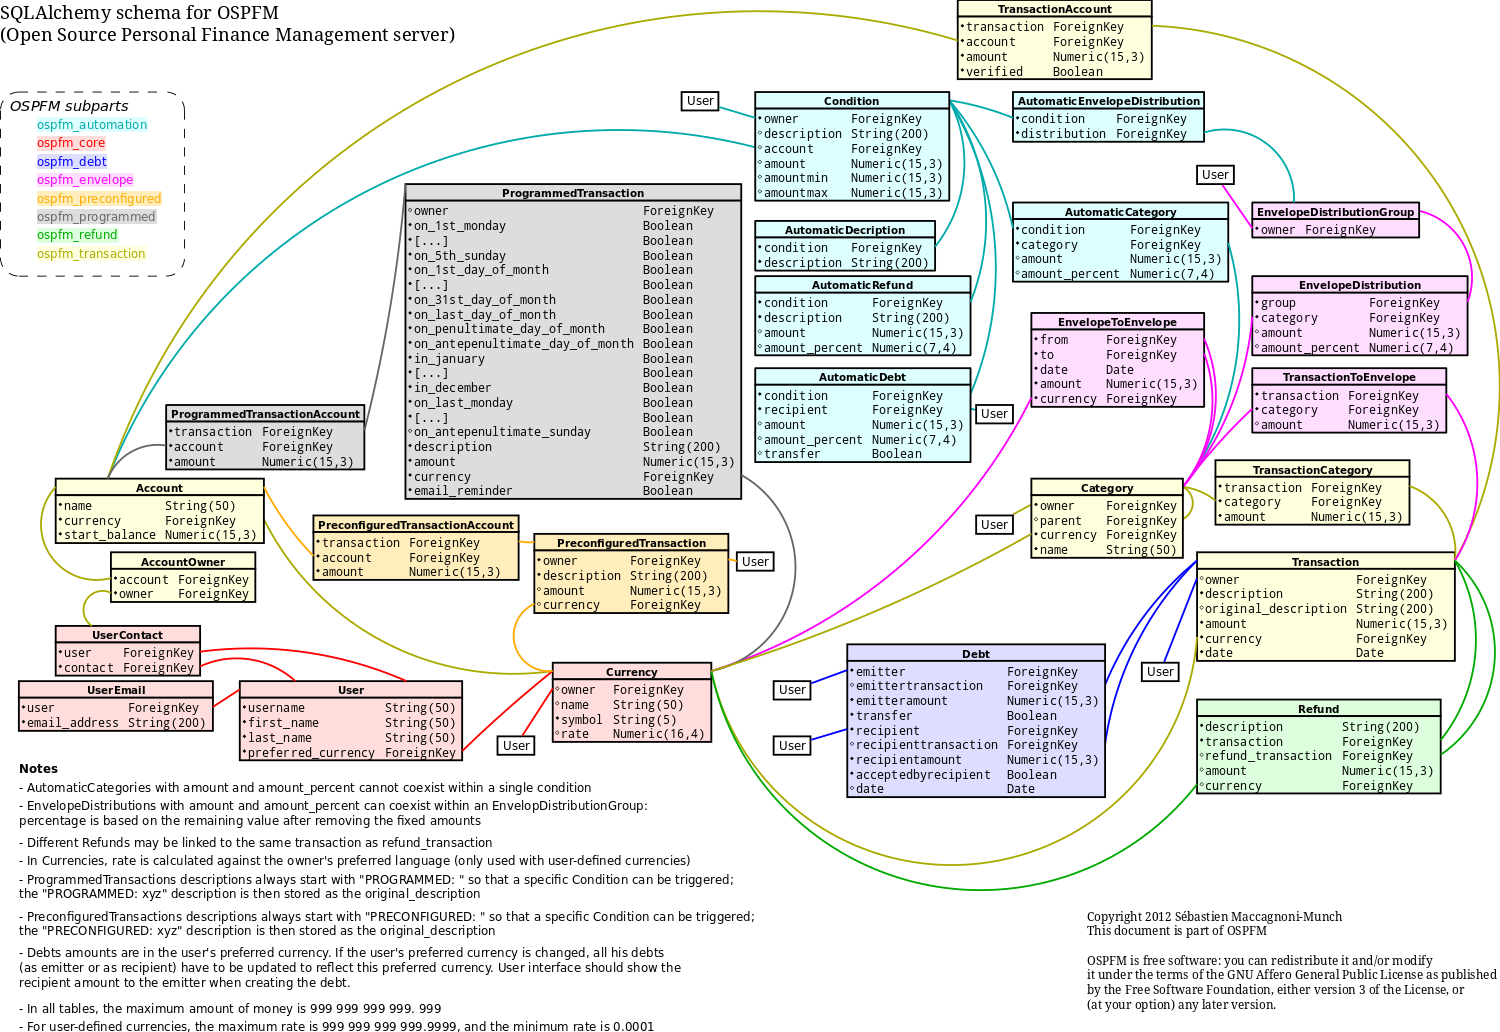 SQLAlchemy schema for OSPFM
(Open Source Personal Finance Management server)
OSPFM subparts
ospfm_automation
ospfm_core
ospfm_debt
ospfm_envelope
ospfm_preconfigured
ospfm_programmed
ospfm_refund
ospfm_transaction
TransactionAccount
transaction ForeignKey
account ForeignKey
amount Numeric(15,3)
verified Boolean
User
Condition
owner ForeignKey
description String(200)
account ForeignKey
amount Numeric(15,3)
amountmin Numeric(15,3)
amountmax Numeric(15,3)
AutomaticEnvelopeDistribution
condition ForeignKey
distribution ForeignKey
User
EnvelopeDistributionGroup
owner ForeignKey
AutomaticCategory
condition ForeignKey
category ForeignKey
amount Numeric(15,3)
amount_percent Numeric(7,4)
AutomaticDecription
condition ForeignKey
description String(200)
AutomaticRefund
condition ForeignKey
description String(200)
amount Numeric(15,3)
amount_percent Numeric(7,4)
EnvelopeDistribution
group ForeignKey
category ForeignKey
amount Numeric(15,3)
amount_percent Numeric(7,4)
EnvelopeToEnvelope
from ForeignKey
to ForeignKey
date Date
amount Numeric(15,3)
currency ForeignKey
AutomaticDebt
condition ForeignKey
recipient ForeignKey
amount Numeric(15,3)
amount_percent Numeric(7,4)
transfer Boolean
User
TransactionToEnvelope
transaction ForeignKey
category ForeignKey
amount Numeric(15,3)
ProgrammedTransaction
owner ForeignKey
on_1st_monday Boolean
[...] Boolean
on_5th_sunday Boolean
on_1st_day_of_month Boolean
[...] Boolean
on_31st_day_of_month Boolean
on_last_day_of_month Boolean
on_penultimate_day_of_month Boolean
on_antepenultimate_day_of_month Boolean
in_january Boolean
[...] Boolean
in_december Boolean
on_last_monday Boolean
[...] Boolean
on_antepenultimate_sunday Boolean
description String(200)
amount Numeric(15,3)
currency ForeignKey
email_reminder Boolean
ProgrammedTransactionAccount
transaction ForeignKey
account ForeignKey
amount Numeric(15,3)
Account
name String(50)
currency ForeignKey
start_balance Numeric(15,3)
AccountOwner
account ForeignKey
owner ForeignKey
PreconfiguredTransactionAccount
transaction ForeignKey
account ForeignKey
amount Numeric(15,3)
PreconfiguredTransaction
owner ForeignKey
description String(200)
amount Numeric(15,3)
currency ForeignKey
User
Category
owner ForeignKey
parent ForeignKey
currency ForeignKey
name String(50)
User
TransactionCategory
transaction ForeignKey
category ForeignKey
amount Numeric(15,3)
Transaction
owner ForeignKey
description String(200)
original_description String(200)
amount Numeric(15,3)
currency ForeignKey
date Date
User
UserContact
user ForeignKey
contact ForeignKey
UserEmail
user ForeignKey
email_address String(200)
User
username String(50)
first_name String(50)
last_name String(50)
preferred_currency ForeignKey
Currency
owner ForeignKey
name String(50)
symbol String(5)
rate Numeric(16,4)
User
Debt
emitter ForeignKey
emittertransaction ForeignKey
emitteramount Numeric(15,3)
transfer Boolean
recipient ForeignKey
recipienttransaction ForeignKey
recipientamount Numeric(15,3)
acceptedbyrecipient Boolean
date Date
User
User
Refund
description String(200)
transaction ForeignKey
refund_transaction ForeignKey
amount Numeric(15,3)
currency ForeignKey
Notes
- AutomaticCategories with amount and amount_percent cannot coexist within a single condition
- EnvelopeDistributions with amount and amount_percent can coexist within an EnvelopDistributionGroup:
percentage is based on the remaining value after removing the fixed amounts
- Different Refunds may be linked to the same transaction as refund_transaction
- In Currencies, rate is calculated against the owner's preferred language (only used with user-defined currencies)
- ProgrammedTransactions descriptions always start with "PROGRAMMED: " so that a specific Condition can be triggered;
the "PROGRAMMED: xyz" description is then stored as the original_description
- PreconfiguredTransactions descriptions always start with "PRECONFIGURED: " so that a specific Condition can be triggered;
the "PRECONFIGURED: xyz" description is then stored as the original_description
- Debts amounts are in the user's preferred currency. If the user's preferred currency is changed, all his debts
(as emitter or as recipient) have to be updated to reflect this preferred currency. User interface should show the
recipient amount to the emitter when creating the debt.
- In all tables, the maximum amount of money is 999 999 999 999. 999
- For user-defined currencies, the maximum rate is 999 999 999 999.9999, and the minimum rate is 0.0001
Copyright 2012 Sébastien Maccagnoni-Munch
This document is part of OSPFM
OSPFM is free software: you can redistribute it and/or modify
it under the terms of the GNU Affero General Public License as published
by the Free Software Foundation, either version 3 of the License, or
(at your option) any later version.